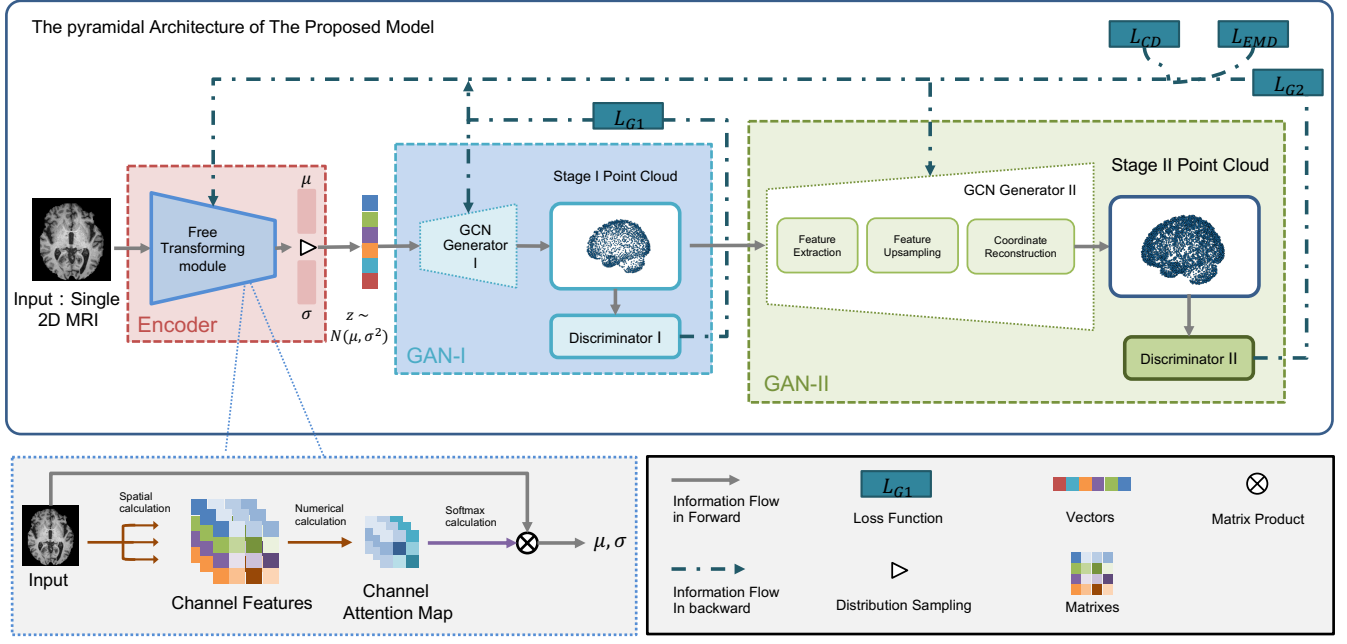 The pyramidal Architecture of The Proposed Model
L_CD
L_EMD
L_G2
L_G1
Input：Single
2D MRI
Free
Transforming
module
Encoder
μ
σ
z ~
N(μ, σ²)
GCN
Generator
I
Stage I Point Cloud
Discriminator I
GAN-I
GCN Generator II
Feature
Extraction
Feature
Upsampling
Coordinate
Reconstruction
Stage II Point Cloud
Discriminator II
GAN-II
Input
Spatial
calculation
Channel Features
Numerical
calculation
Channel
Attention Map
Softmax
calculation
μ, σ
Information Flow
in Forward
L_G1
Loss Function
Vectors
Matrix Product
Information Flow
In backward
Distribution Sampling
Matrixes